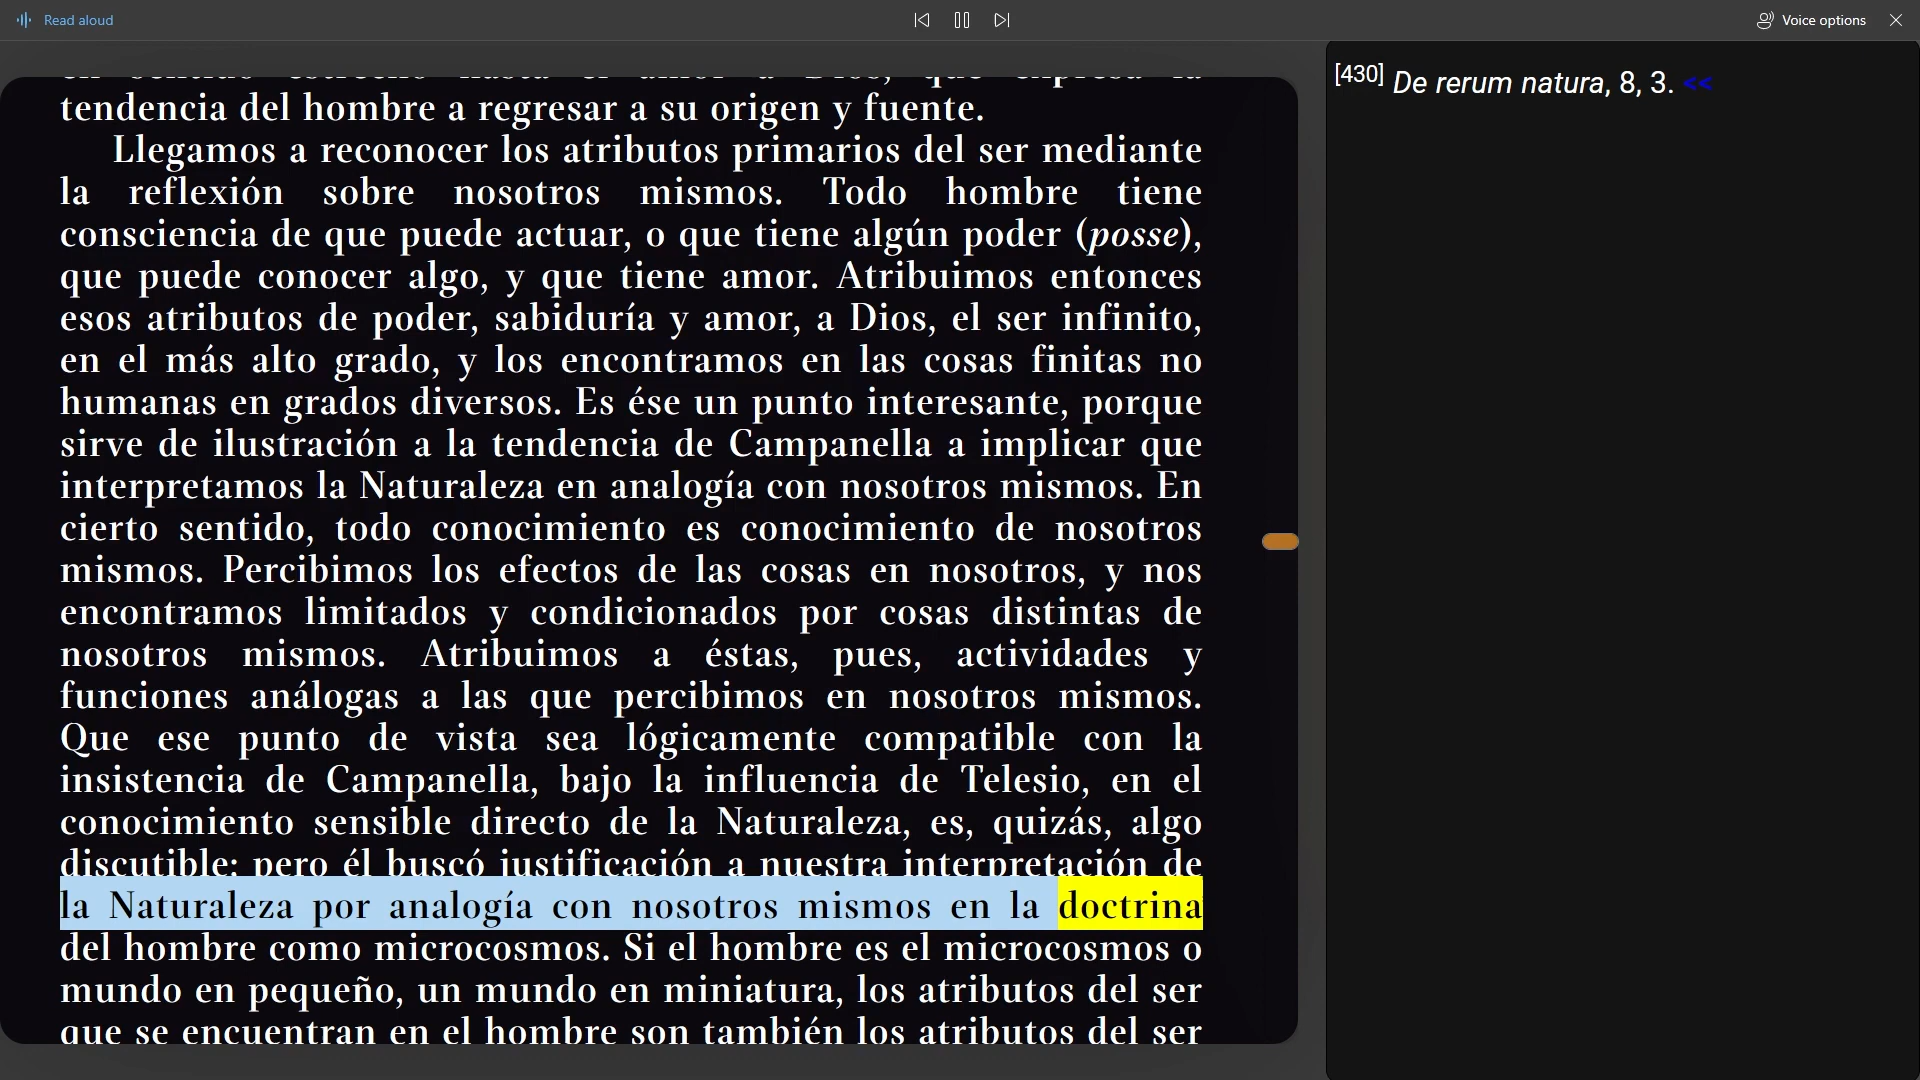 Read aloud
Voice options
en sentido estrecho hasta el amor a Dios, que expresa la
tendencia del hombre a regresar a su origen y fuente.
Llegamos a reconocer los atributos primarios del ser mediante
la reflexión sobre nosotros mismos. Todo hombre tiene
consciencia de que puede actuar, o que tiene algún poder (posse),
que puede conocer algo, y que tiene amor. Atribuimos entonces
esos atributos de poder, sabiduría y amor, a Dios, el ser infinito,
en el más alto grado, y los encontramos en las cosas finitas no
humanas en grados diversos. Es ése un punto interesante, porque
sirve de ilustración a la tendencia de Campanella a implicar que
interpretamos la Naturaleza en analogía con nosotros mismos. En
cierto sentido, todo conocimiento es conocimiento de nosotros
mismos. Percibimos los efectos de las cosas en nosotros, y nos
encontramos limitados y condicionados por cosas distintas de
nosotros mismos. Atribuimos a éstas, pues, actividades y
funciones análogas a las que percibimos en nosotros mismos.
Que ese punto de vista sea lógicamente compatible con la
insistencia de Campanella, bajo la influencia de Telesio, en el
conocimiento sensible directo de la Naturaleza, es, quizás, algo
discutible; pero él buscó justificación a nuestra interpretación de
la Naturaleza por analogía con nosotros mismos en la doctrina
del hombre como microcosmos. Si el hombre es el microcosmos o
mundo en pequeño, un mundo en miniatura, los atributos del ser
que se encuentran en el hombre son también los atributos del ser
[430] De rerum natura, 8, 3. <<